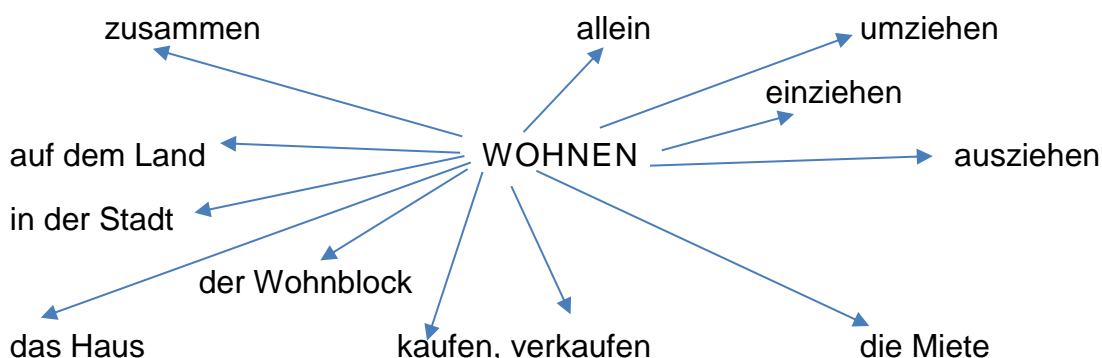 zusammen allein umziehen
einziehen
auf dem Land WOHNEN ausziehen
in der Stadt
der Wohnblock
das Haus kaufen, verkaufen die Miete